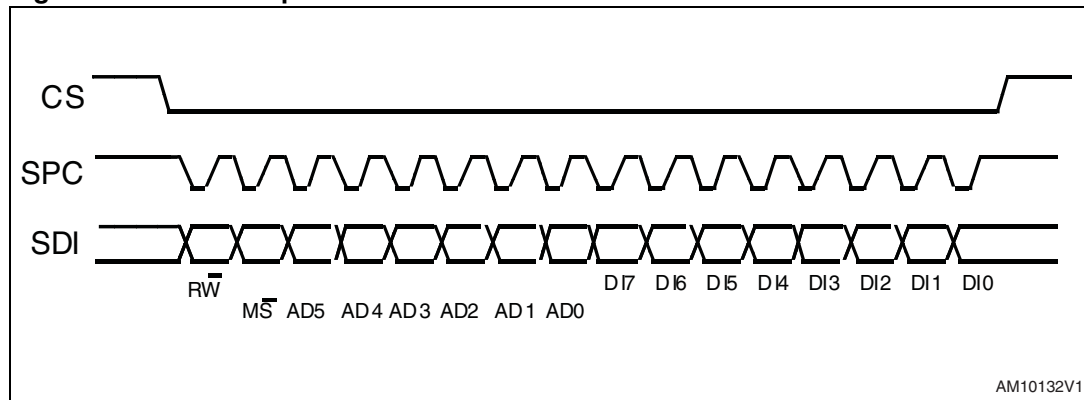 CS
SPC
SDI
RW̅ DI7 DI6 DI5 DI4 DI3 DI2 DI1 DI0
MS̅ AD5 AD4 AD3 AD2 AD1 AD0
AM10132V1